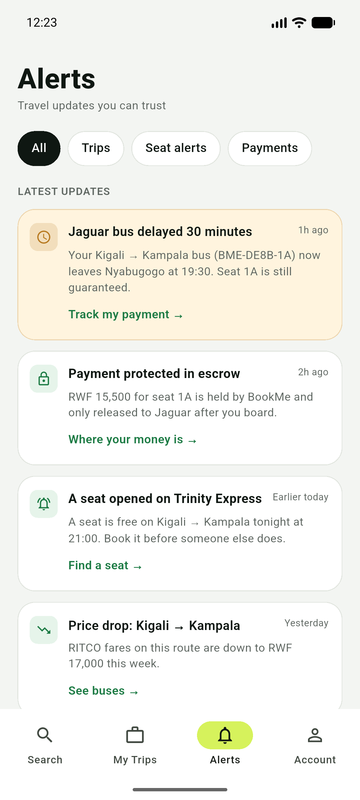 12:23
Alerts
Travel updates you can trust
All
Trips
Seat alerts
Payments
LATEST UPDATES
Jaguar bus delayed 30 minutes
1h ago
Your Kigali → Kampala bus (BME-DE8B-1A) now
leaves Nyabugogo at 19:30. Seat 1A is still
guaranteed.
Track my payment →
Payment protected in escrow
2h ago
RWF 15,500 for seat 1A is held by BookMe and
only released to Jaguar after you board.
Where your money is →
A seat opened on Trinity Express
Earlier today
A seat is free on Kigali → Kampala tonight at
21:00. Book it before someone else does.
Find a seat →
Price drop: Kigali → Kampala
Yesterday
RITCO fares on this route are down to RWF
17,000 this week.
See buses →
Search
My Trips
Alerts
Account